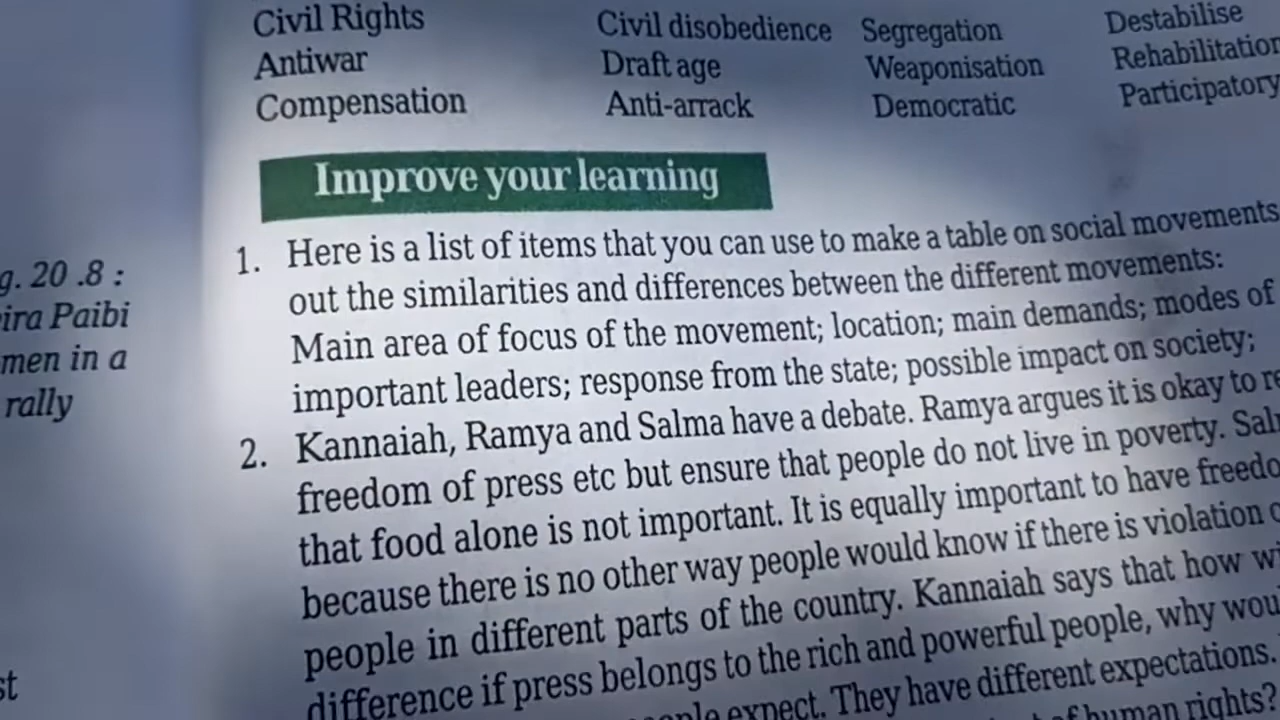 Civil Rights Civil disobedience Segregation Destabilise
Antiwar Draft age Weaponisation Rehabilitation
Compensation Anti-arrack Democratic Participatory
Improve your learning
1. Here is a list of items that you can use to make a table on social movements
out the similarities and differences between the different movements:
Main area of focus of the movement; location; main demands; modes of
important leaders; response from the state; possible impact on society;
2. Kannaiah, Ramya and Salma have a debate. Ramya argues it is okay to
freedom of press etc but ensure that people do not live in poverty.
that food alone is not important. It is equally important to have
because there is no other way people would know if there is violation
people in different parts of the country. Kannaiah says that how
difference if press belongs to the rich and powerful people, why
expect. They have different expectations.
of human rights?
20 .8 :
Paibi
men in a
rally